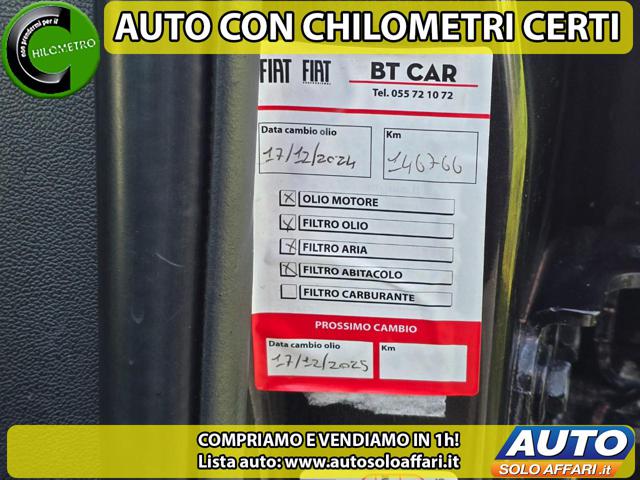 AUTO CON CHILOMETRI CERTI
CHILOMETRO
FIAT FIAT
PROFESSIONAL
BT CAR
Tel. 055 72 10 72
Data cambio olio
Km
17/12/2024
146766
OLIO MOTORE
FILTRO OLIO
FILTRO ARIA
FILTRO ABITACOLO
FILTRO CARBURANTE
PROSSIMO CAMBIO
Data cambio olio
Km
17/12/2025
COMPRIAMO E VENDIAMO IN 1h!
Lista auto: www.autosoloaffari.it
AUTO
SOLO AFFARI.it